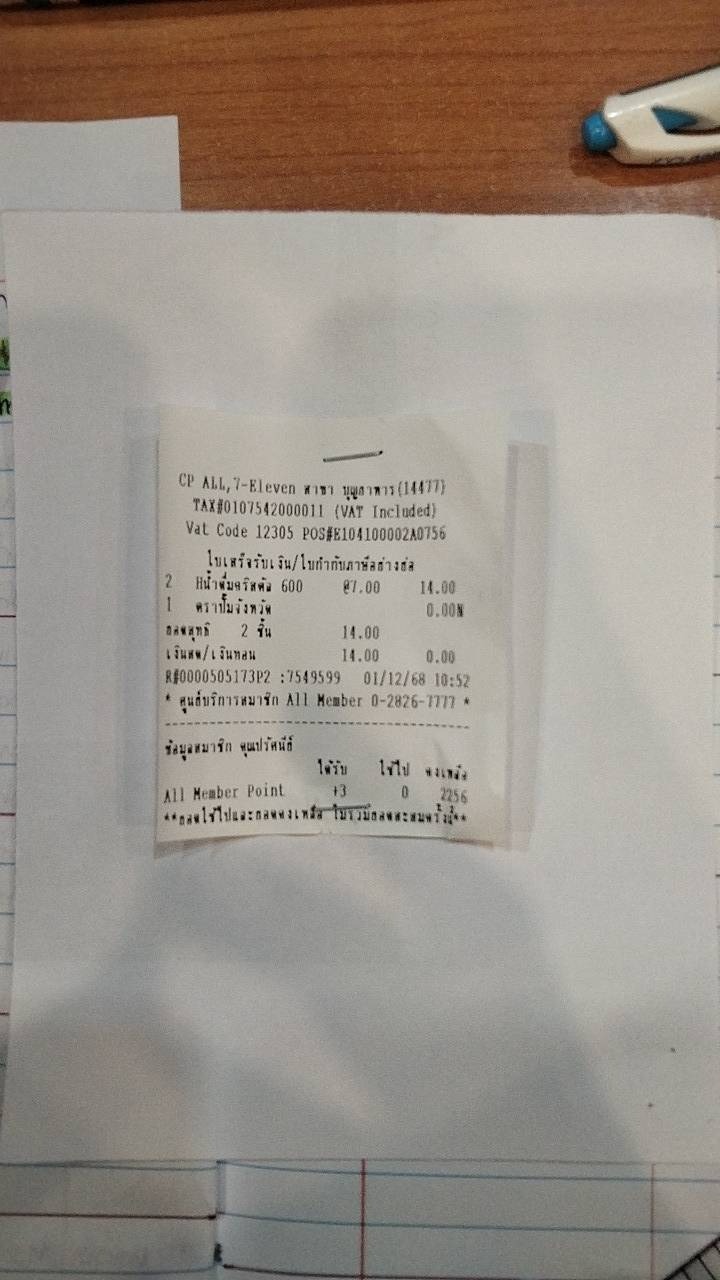 CP ALL,7-Eleven สาขา บุญอาหาร(14477)
TAX#0107542000011 (VAT Included)
Vat Code 12305 POS#E104100002A0756
ใบเสร็จรับเงิน/ใบกำกับภาษีอย่างย่อ
2 Hน้ำดื่มคริสตัล 600 @7.00 14.00
1 ตราปั๊มจังหวัด 0.00N
ยอดสุทธิ 2 ชิ้น 14.00
เงินสด/เงินทอน 14.00 0.00
R#0000505173P2 :7549599 01/12/68 10:52
* ศูนย์บริการสมาชิก All Member 0-2826-7777 *
ข้อมูลสมาชิก คุณปรัศนีย์
ได้รับ ใช้ไป คงเหลือ
All Member Point +3 0 2256
**ยอดใช้ไปและยอดคงเหลือ ไม่รวมยอดสะสมครั้งนี้**